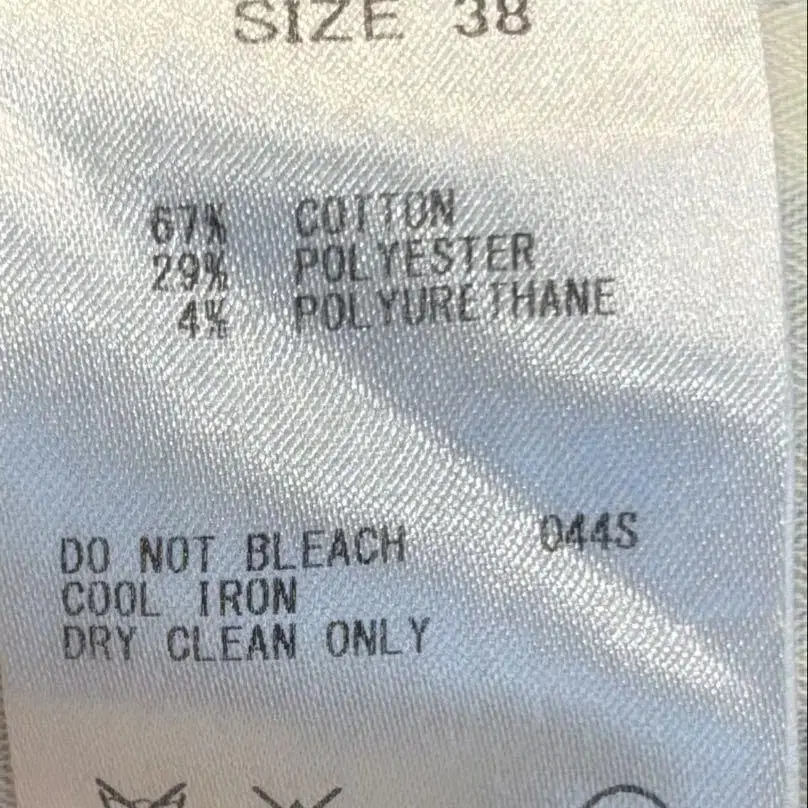 SIZE 38
67% COTTON
29% POLYESTER
4% POLYURETHANE
044S
DO NOT BLEACH
COOL IRON
DRY CLEAN ONLY